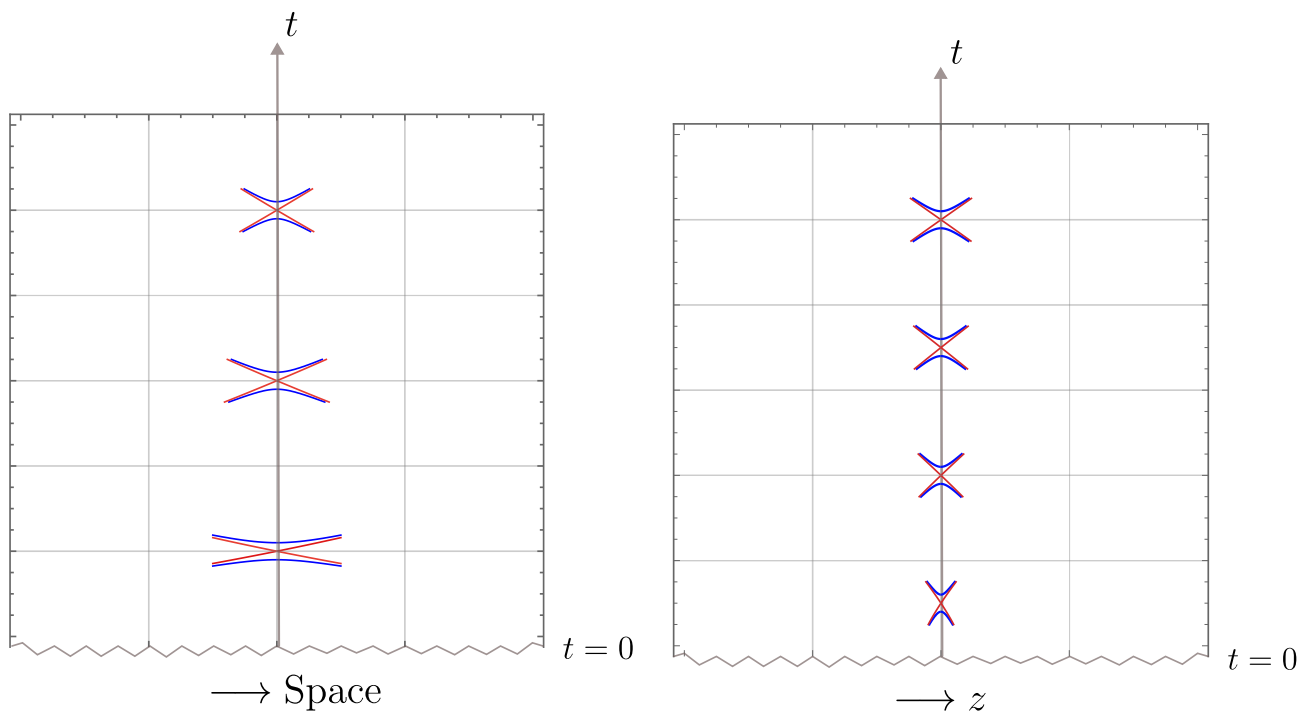 t
t = 0
⟶ Space
t
t = 0
⟶ z